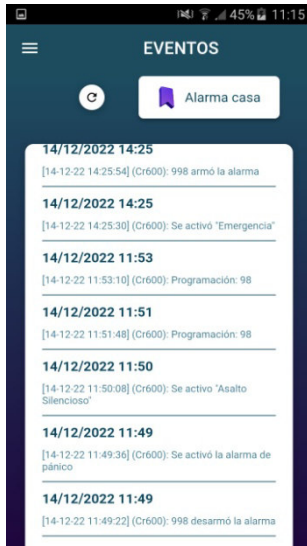 45% 11:15
EVENTOS
Alarma casa
14/12/2022 14:25
[14-12-22 14:25:54] (Cr600): 998 armó la alarma
14/12/2022 14:25
[14-12-22 14:25:30] (Cr600): Se activó "Emergencia"
14/12/2022 11:53
[14-12-22 11:53:10] (Cr600): Programación: 98
14/12/2022 11:51
[14-12-22 11:51:48] (Cr600): Programación: 98
14/12/2022 11:50
[14-12-22 11:50:08] (Cr600): Se activo "Asalto
Silencioso"
14/12/2022 11:49
[14-12-22 11:49:36] (Cr600): Se activó la alarma de
pánico
14/12/2022 11:49
[14-12-22 11:49:22] (Cr600): 998 desarmó la alarma